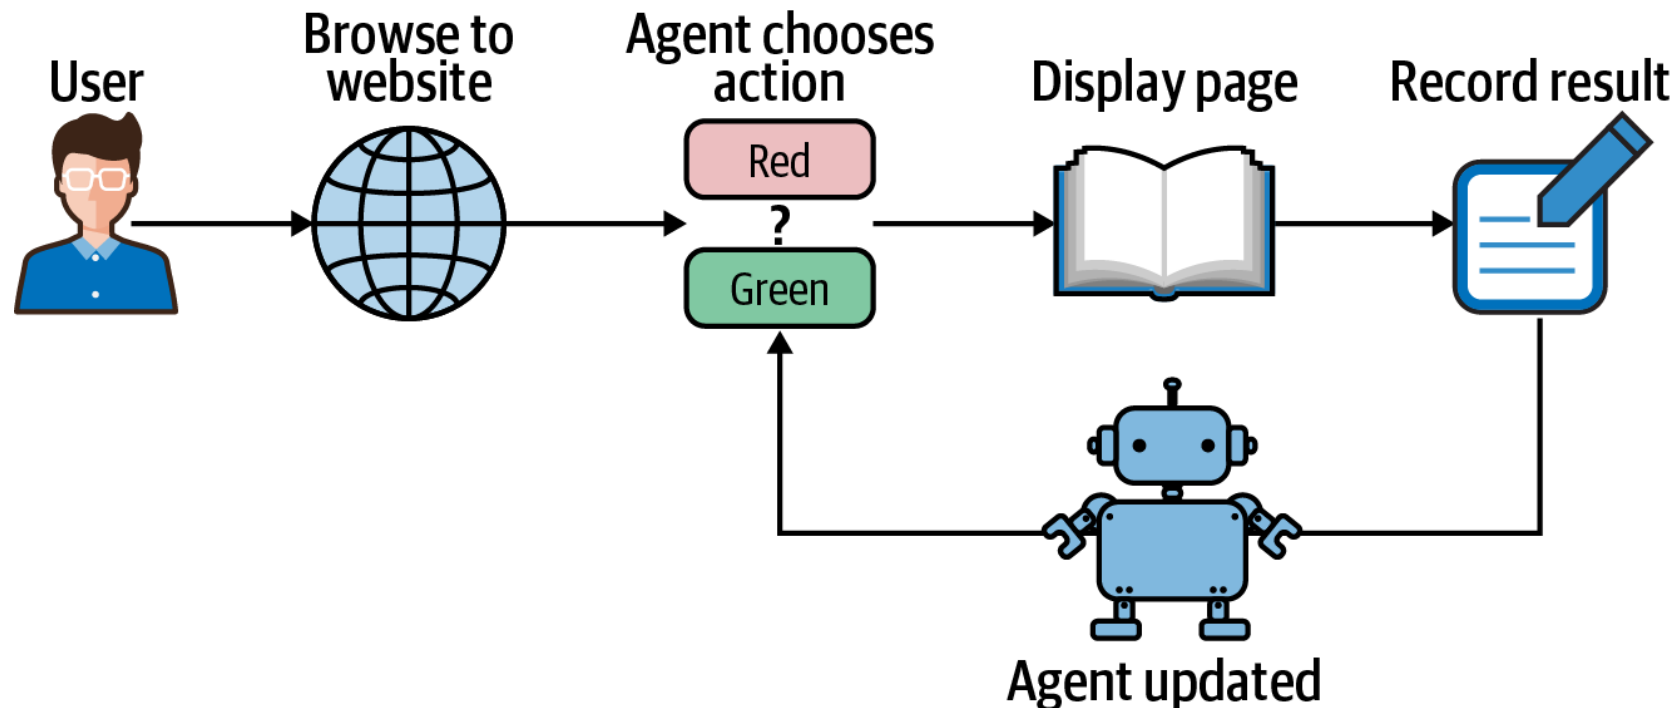 User
Browse to
website
Agent chooses
action
Red
?
Green
Display page
Record result
Agent updated